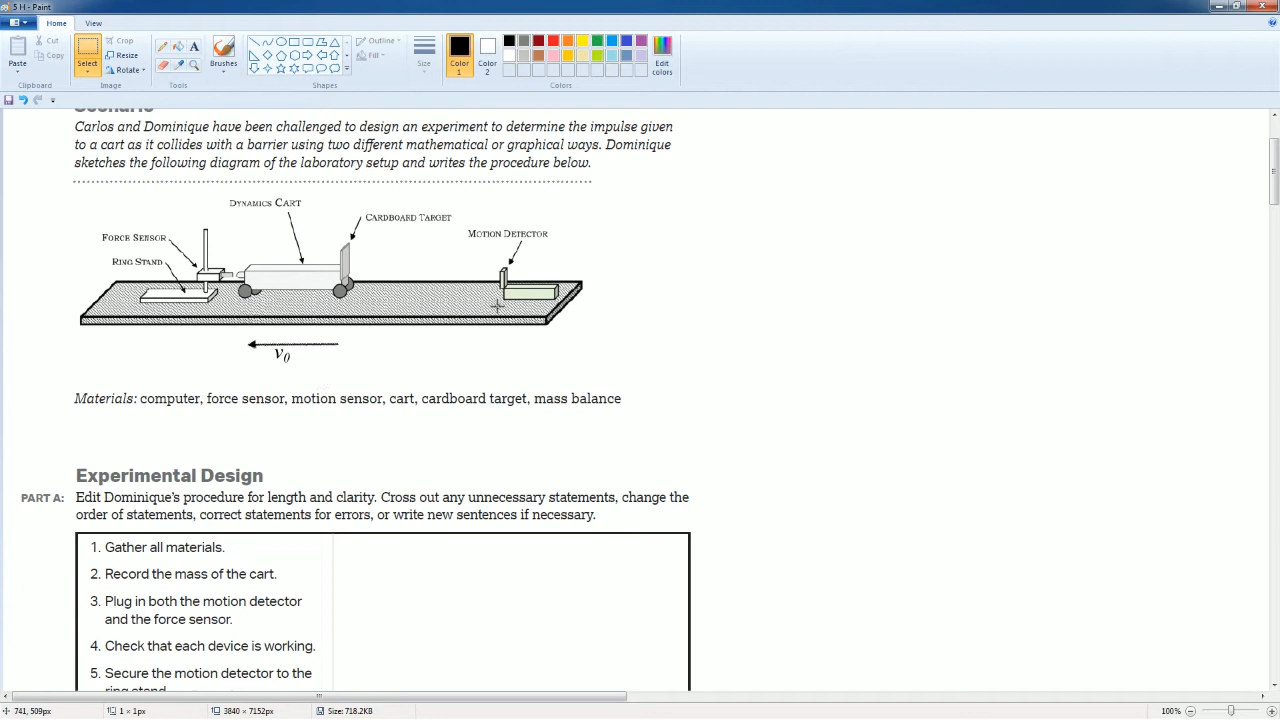 5 H - Paint
Home
View
Paste
Cut
Copy
Clipboard
Select
Crop
Resize
Rotate
Image
Tools
Brushes
Shapes
Outline
Fill
Size
Color
1
Color
2
Edit
colors
Colors
Scenario
Carlos and Dominique have been challenged to design an experiment to determine the impulse given
to a cart as it collides with a barrier using two different mathematical or graphical ways. Dominique
sketches the following diagram of the laboratory setup and writes the procedure below.
DYNAMICS CART
CARDBOARD TARGET
MOTION DETECTOR
FORCE SENSOR
RING STAND
v0
Materials: computer, force sensor, motion sensor, cart, cardboard target, mass balance
Experimental Design
PART A: Edit Dominique's procedure for length and clarity. Cross out any unnecessary statements, change the
order of statements, correct statements for errors, or write new sentences if necessary.
1. Gather all materials.
2. Record the mass of the cart.
3. Plug in both the motion detector
and the force sensor.
4. Check that each device is working.
5. Secure the motion detector to the
ring stand.
741, 509px
1 × 1px
3840 × 7152px
Size: 718.2KB
100%